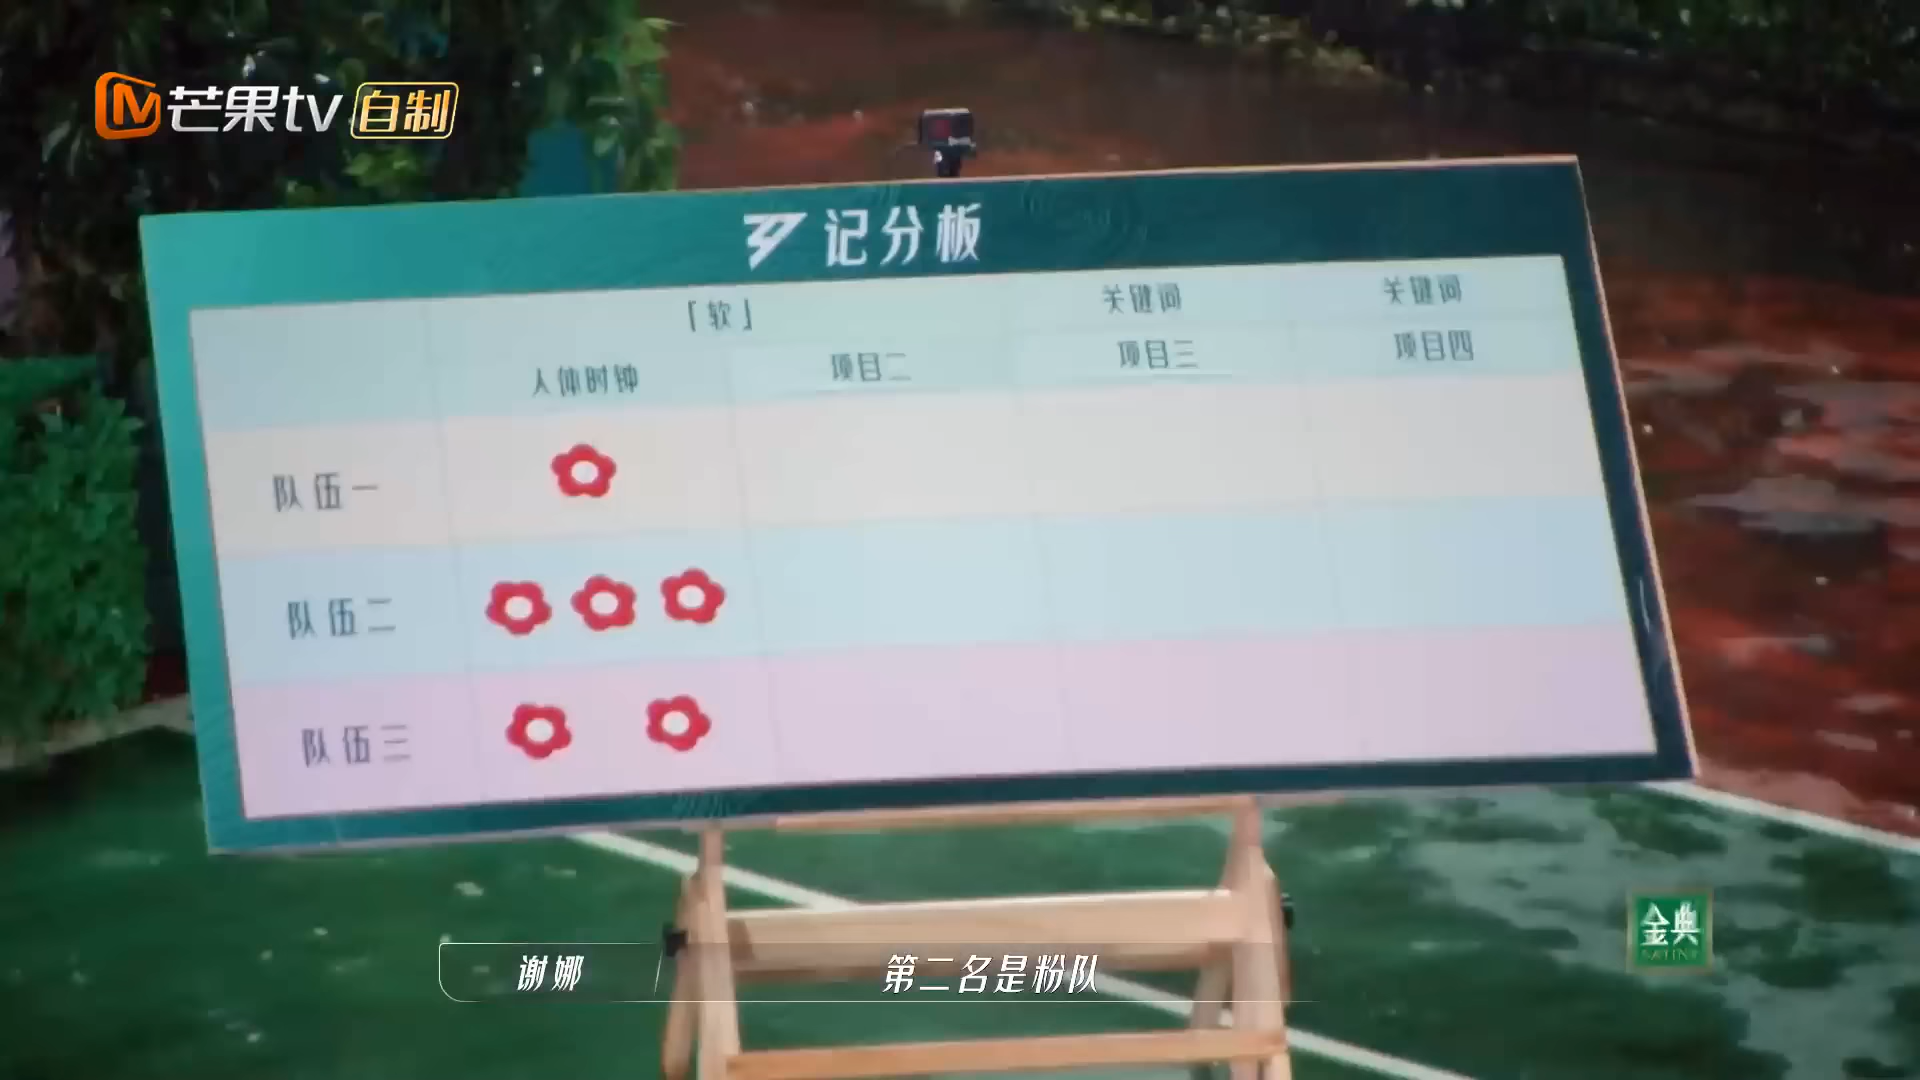 芒果tv 自制
记分板
「软」 关键词 关键词
人体时钟 项目二 项目三 项目四
队伍一
队伍二
队伍三
金典
SATINE
谢娜 第二名是粉队